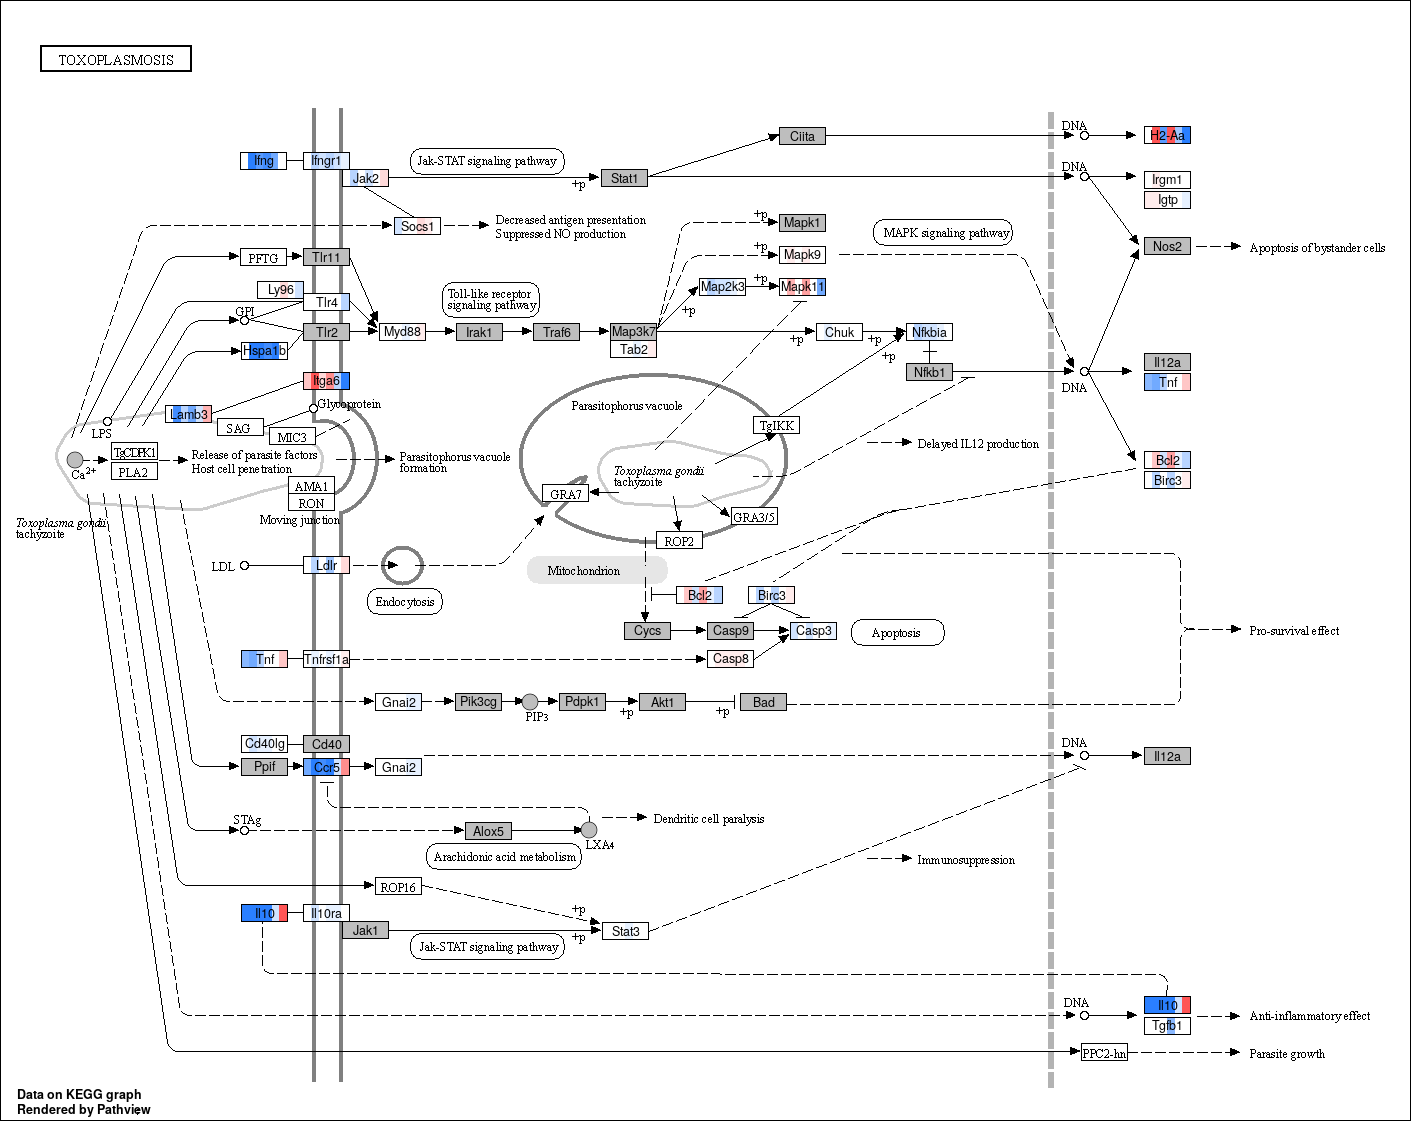 TOXOPLASMOSIS
DNA
Ciita
H2-Aa
Ifng
Ifngr1
Jak-STAT signaling pathway
Jak2
+p
Stat1
DNA
Irgm1
Igtp
Socs1
Decreased antigen presentation
Suppressed NO production
+p
Mapk1
MAPK signaling pathway
Nos2
Apoptosis of bystander cells
PFTG
Tlr11
+p
Mapk9
Ly96
Tlr4
Toll-like receptor
signaling pathway
Map2k3
+p
Mapk11
+p
GPI
Tlr2
Myd88
Irak1
Traf6
Map3k7
Tab2
+p
Chuk
+p
Nfkbia
+p
Hspa1b
Nfkb1
Il12a
Tnf
DNA
Itga6
Lamb3
Glycoprotein
SAG
MIC3
LPS
Parasitophorus vacuole
TgIKK
Delayed IL12 production
TgCDPK1
PLA2
Ca2+
Release of parasite factors
Host cell penetration
Parasitophorus vacuole
formation
Toxoplasma gondii
tachyzoite
Bcl2
Birc3
AMA1
RON
Moving junction
GRA7
GRA3/5
ROP2
Toxoplasma gondii
tachyzoite
LDL
Ldlr
Endocytosis
Mitochondrion
Bcl2
Birc3
Cycs
Casp9
Casp3
Apoptosis
Pro-survival effect
Tnf
Tnfrsf1a
Casp8
Gnai2
Pik3cg
PIP3
Pdpk1
+p
Akt1
+p
Bad
Cd40lg
Cd40
DNA
Ppif
Ccr5
Gnai2
Il12a
STAg
Alox5
LXA4
Dendritic cell paralysis
Arachidonic acid metabolism
Immunosuppression
ROP16
+p
Il10
Il10ra
Jak1
+p
Stat3
Jak-STAT signaling pathway
DNA
Il10
Tgfb1
Anti-inflammatory effect
PPC2-hn
Parasite growth
Data on KEGG graph
Rendered by Pathview